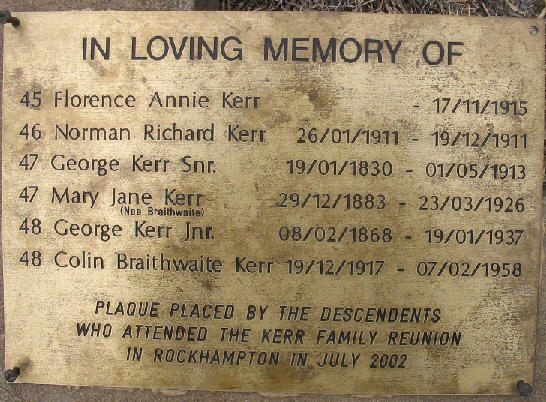 IN LOVING MEMORY OF
45 Florence Annie Kerr - 17/11/1915
46 Norman Richard Kerr 26/01/1911 - 19/12/1911
47 George Kerr Snr. 19/01/1830 - 01/05/1913
47 Mary Jane Kerr 29/12/1883 - 23/03/1926
(Nee Braithwaite)
48 George Kerr Jnr. 08/02/1868 - 19/01/1937
48 Colin Braithwaite Kerr 19/12/1917 - 07/02/1958
PLAQUE PLACED BY THE DESCENDENTS
WHO ATTENDED THE KERR FAMILY REUNION
IN ROCKHAMPTON IN JULY 2002